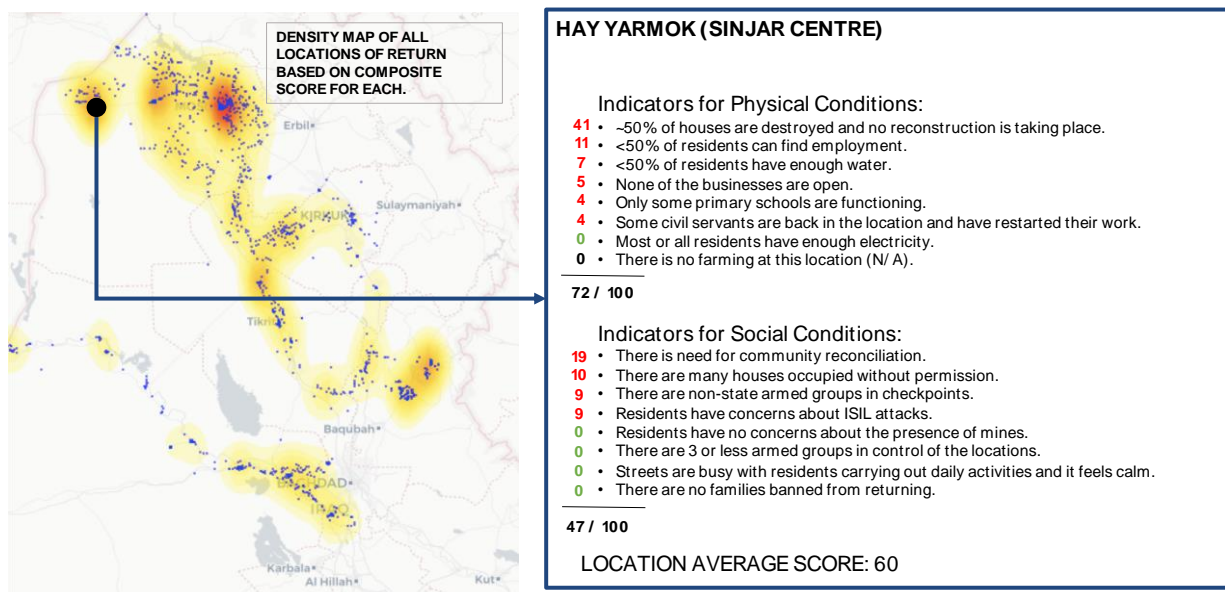 DENSITY MAP OF ALL
LOCATIONS OF RETURN
BASED ON COMPOSITE
SCORE FOR EACH.
Erbil
KIRKUK
Sulaymaniyah
Tikrit
Baqubah
BAGHDAD
IRAQ
Karbala
Al Hillah
Kut
HAY YARMOK (SINJAR CENTRE)
Indicators for Physical Conditions:
41 • ~50% of houses are destroyed and no reconstruction is taking place.
11 • <50% of residents can find employment.
7 • <50% of residents have enough water.
5 • None of the businesses are open.
4 • Only some primary schools are functioning.
4 • Some civil servants are back in the location and have restarted their work.
0 • Most or all residents have enough electricity.
0 • There is no farming at this location (N/ A).
72 / 100
Indicators for Social Conditions:
19 • There is need for community reconciliation.
10 • There are many houses occupied without permission.
9 • There are non-state armed groups in checkpoints.
9 • Residents have concerns about ISIL attacks.
0 • Residents have no concerns about the presence of mines.
0 • There are 3 or less armed groups in control of the locations.
0 • Streets are busy with residents carrying out daily activities and it feels calm.
0 • There are no families banned from returning.
47 / 100
LOCATION AVERAGE SCORE: 60